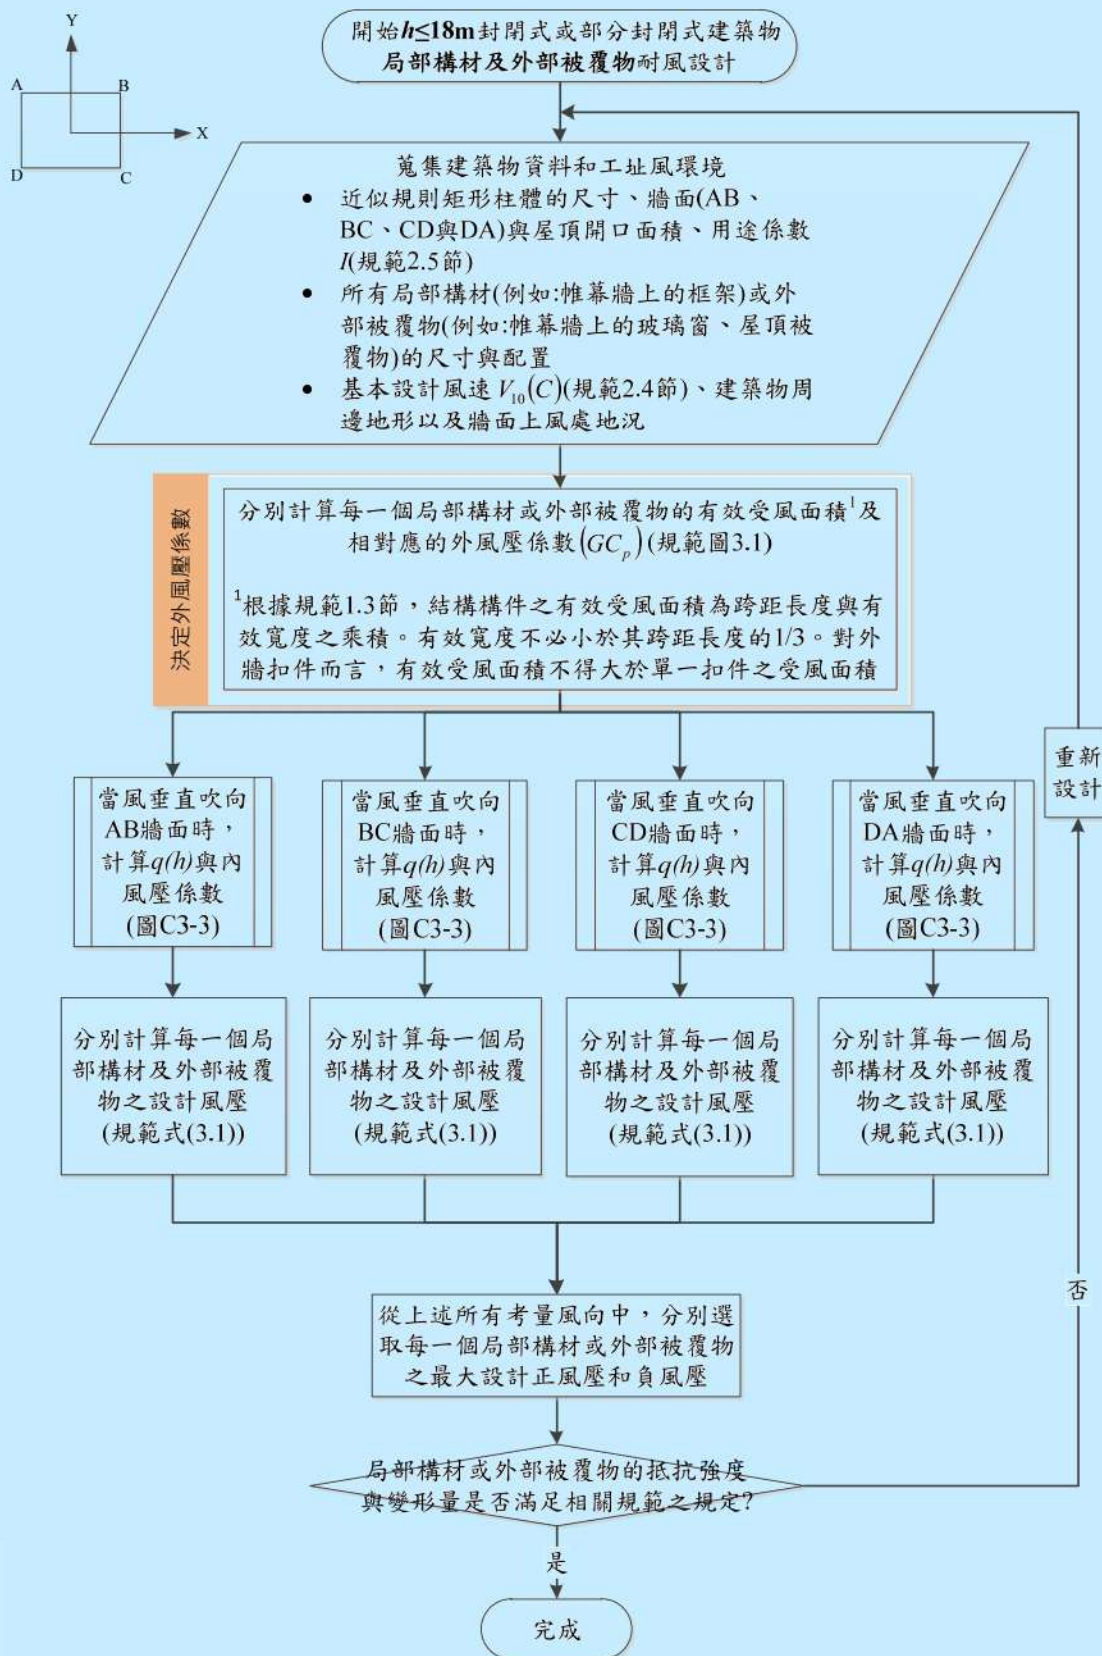 開始h≤18m封閉式或部分封閉式建築物
局部構材及外部被覆物耐風設計
Y
A
B
X
D
C
蒐集建築物資料和工址風環境
• 近似規則矩形柱體的尺寸、牆面(AB、
BC、CD與DA)與屋頂開口面積、用途係數
I(規範2.5節)
• 所有局部構材(例如:帷幕牆上的框架)或外
部被覆物(例如:帷幕牆上的玻璃窗、屋頂被
覆物)的尺寸與配置
• 基本設計風速 V₁₀(C)(規範2.4節)、建築物周
邊地形以及牆面上風處地況
決定外風壓係數
分別計算每一個局部構材或外部被覆物的有效受風面積¹及
相對應的外風壓係數(GCₚ)(規範圖3.1)
¹根據規範1.3節,結構構件之有效受風面積為跨距長度與有
效寬度之乘積。有效寬度不必小於其跨距長度的1/3。對外
牆扣件而言,有效受風面積不得大於單一扣件之受風面積
重新
設計
當風垂直吹向
AB牆面時,
計算q(h)與內
風壓係數
(圖C3-3)
當風垂直吹向
BC牆面時,
計算q(h)與內
風壓係數
(圖C3-3)
當風垂直吹向
CD牆面時,
計算q(h)與內
風壓係數
(圖C3-3)
當風垂直吹向
DA牆面時,
計算q(h)與內
風壓係數
(圖C3-3)
分別計算每一個局
部構材及外部被覆
物之設計風壓
(規範式(3.1))
分別計算每一個局
部構材及外部被覆
物之設計風壓
(規範式(3.1))
分別計算每一個局
部構材及外部被覆
物之設計風壓
(規範式(3.1))
分別計算每一個局
部構材及外部被覆
物之設計風壓
(規範式(3.1))
否
從上述所有考量風向中,分別選
取每一個局部構材或外部被覆物
之最大設計正風壓和負風壓
局部構材或外部被覆物的抵抗強度
與變形量是否滿足相關規範之規定?
是
完成